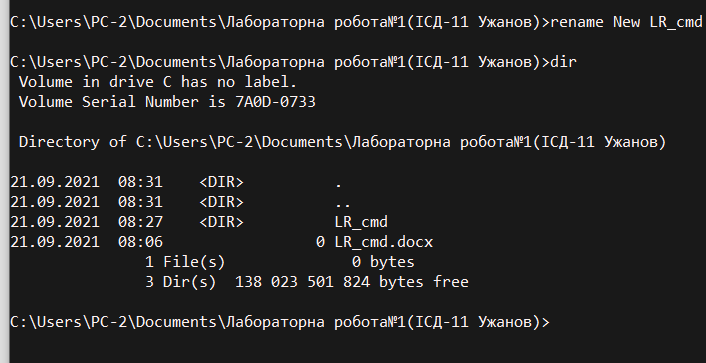 C:\Users\PC-2\Documents\Лабораторна робота№1(ІСД-11 Ужанов)>rename New LR_cmd
C:\Users\PC-2\Documents\Лабораторна робота№1(ІСД-11 Ужанов)>dir
Volume in drive C has no label.
Volume Serial Number is 7A0D-0733
Directory of C:\Users\PC-2\Documents\Лабораторна робота№1(ІСД-11 Ужанов)
21.09.2021  08:31    <DIR>          .
21.09.2021  08:31    <DIR>          ..
21.09.2021  08:27    <DIR>          LR_cmd
21.09.2021  08:06                 0 LR_cmd.docx
1 File(s)              0 bytes
3 Dir(s)  138 023 501 824 bytes free
C:\Users\PC-2\Documents\Лабораторна робота№1(ІСД-11 Ужанов)>